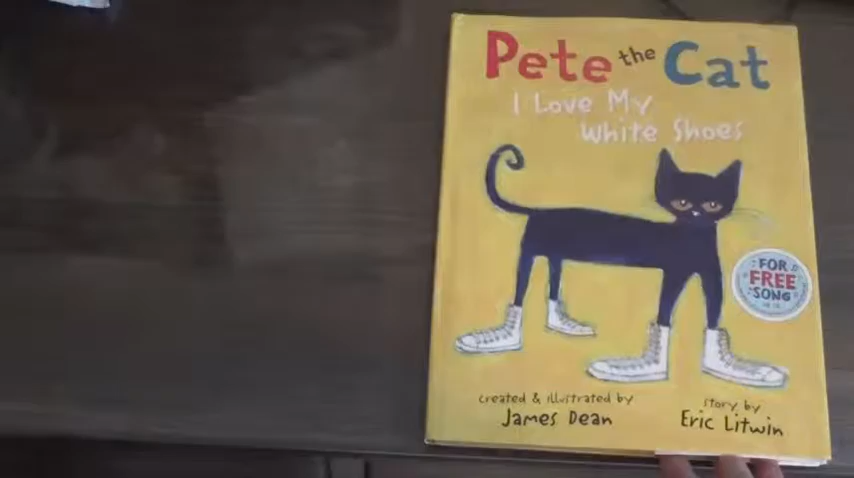 Pete the Cat
I Love My
White Shoes
FOR
FREE
SONG
created & illustrated by
James Dean
story by
Eric Litwin